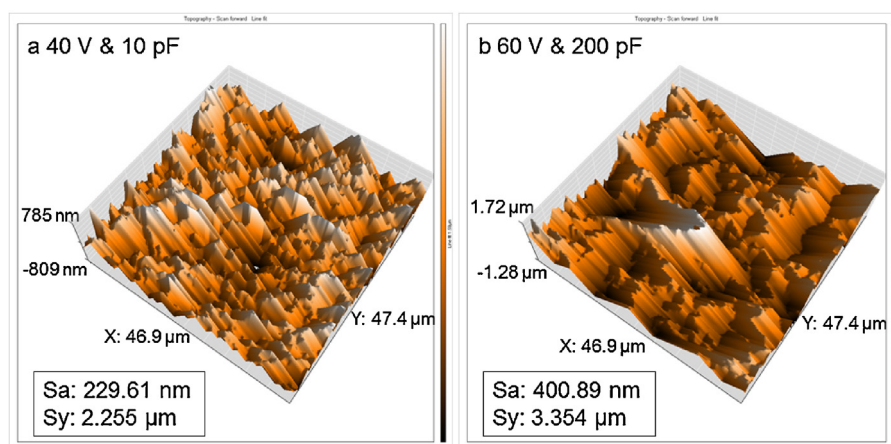 Topography - Scan forward Line fit
a 40 V & 10 pF
785 nm
-809 nm
X: 46.9 µm
Y: 47.4 µm
Sa: 229.61 nm
Sy: 2.255 µm
Topography - Scan forward Line fit
b 60 V & 200 pF
1.72 µm
-1.28 µm
X: 46.9 µm
Y: 47.4 µm
Sa: 400.89 nm
Sy: 3.354 µm